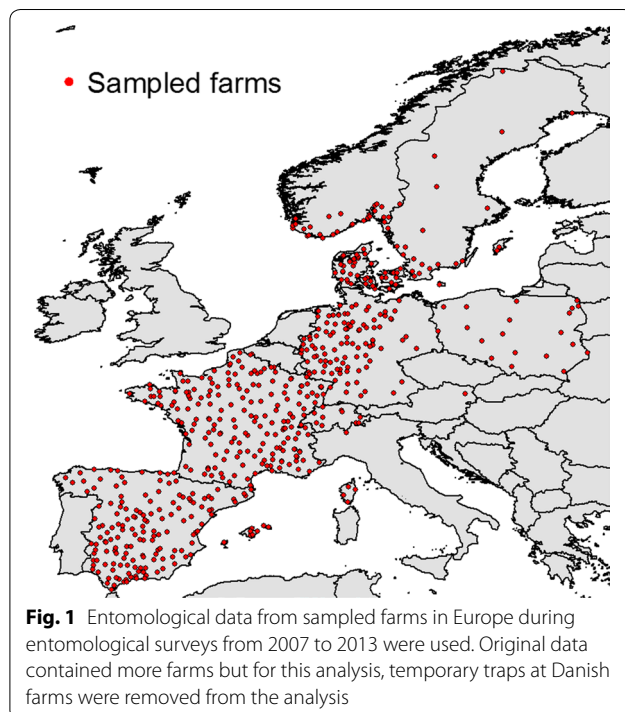 Sampled farms
Fig. 1 Entomological data from sampled farms in Europe during
entomological surveys from 2007 to 2013 were used. Original data
contained more farms but for this analysis, temporary traps at Danish
farms were removed from the analysis